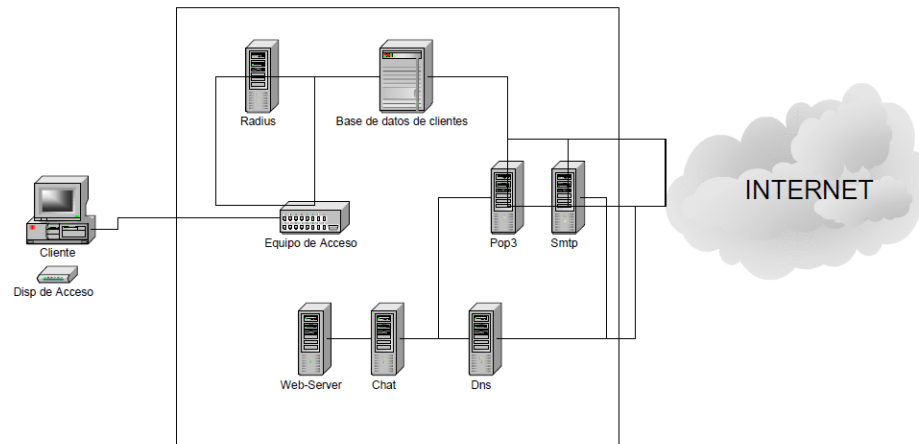 Radius
Base de datos de clientes
INTERNET
Cliente
Equipo de Acceso
Pop3
Smtp
Disp de Acceso
Web-Server
Chat
Dns